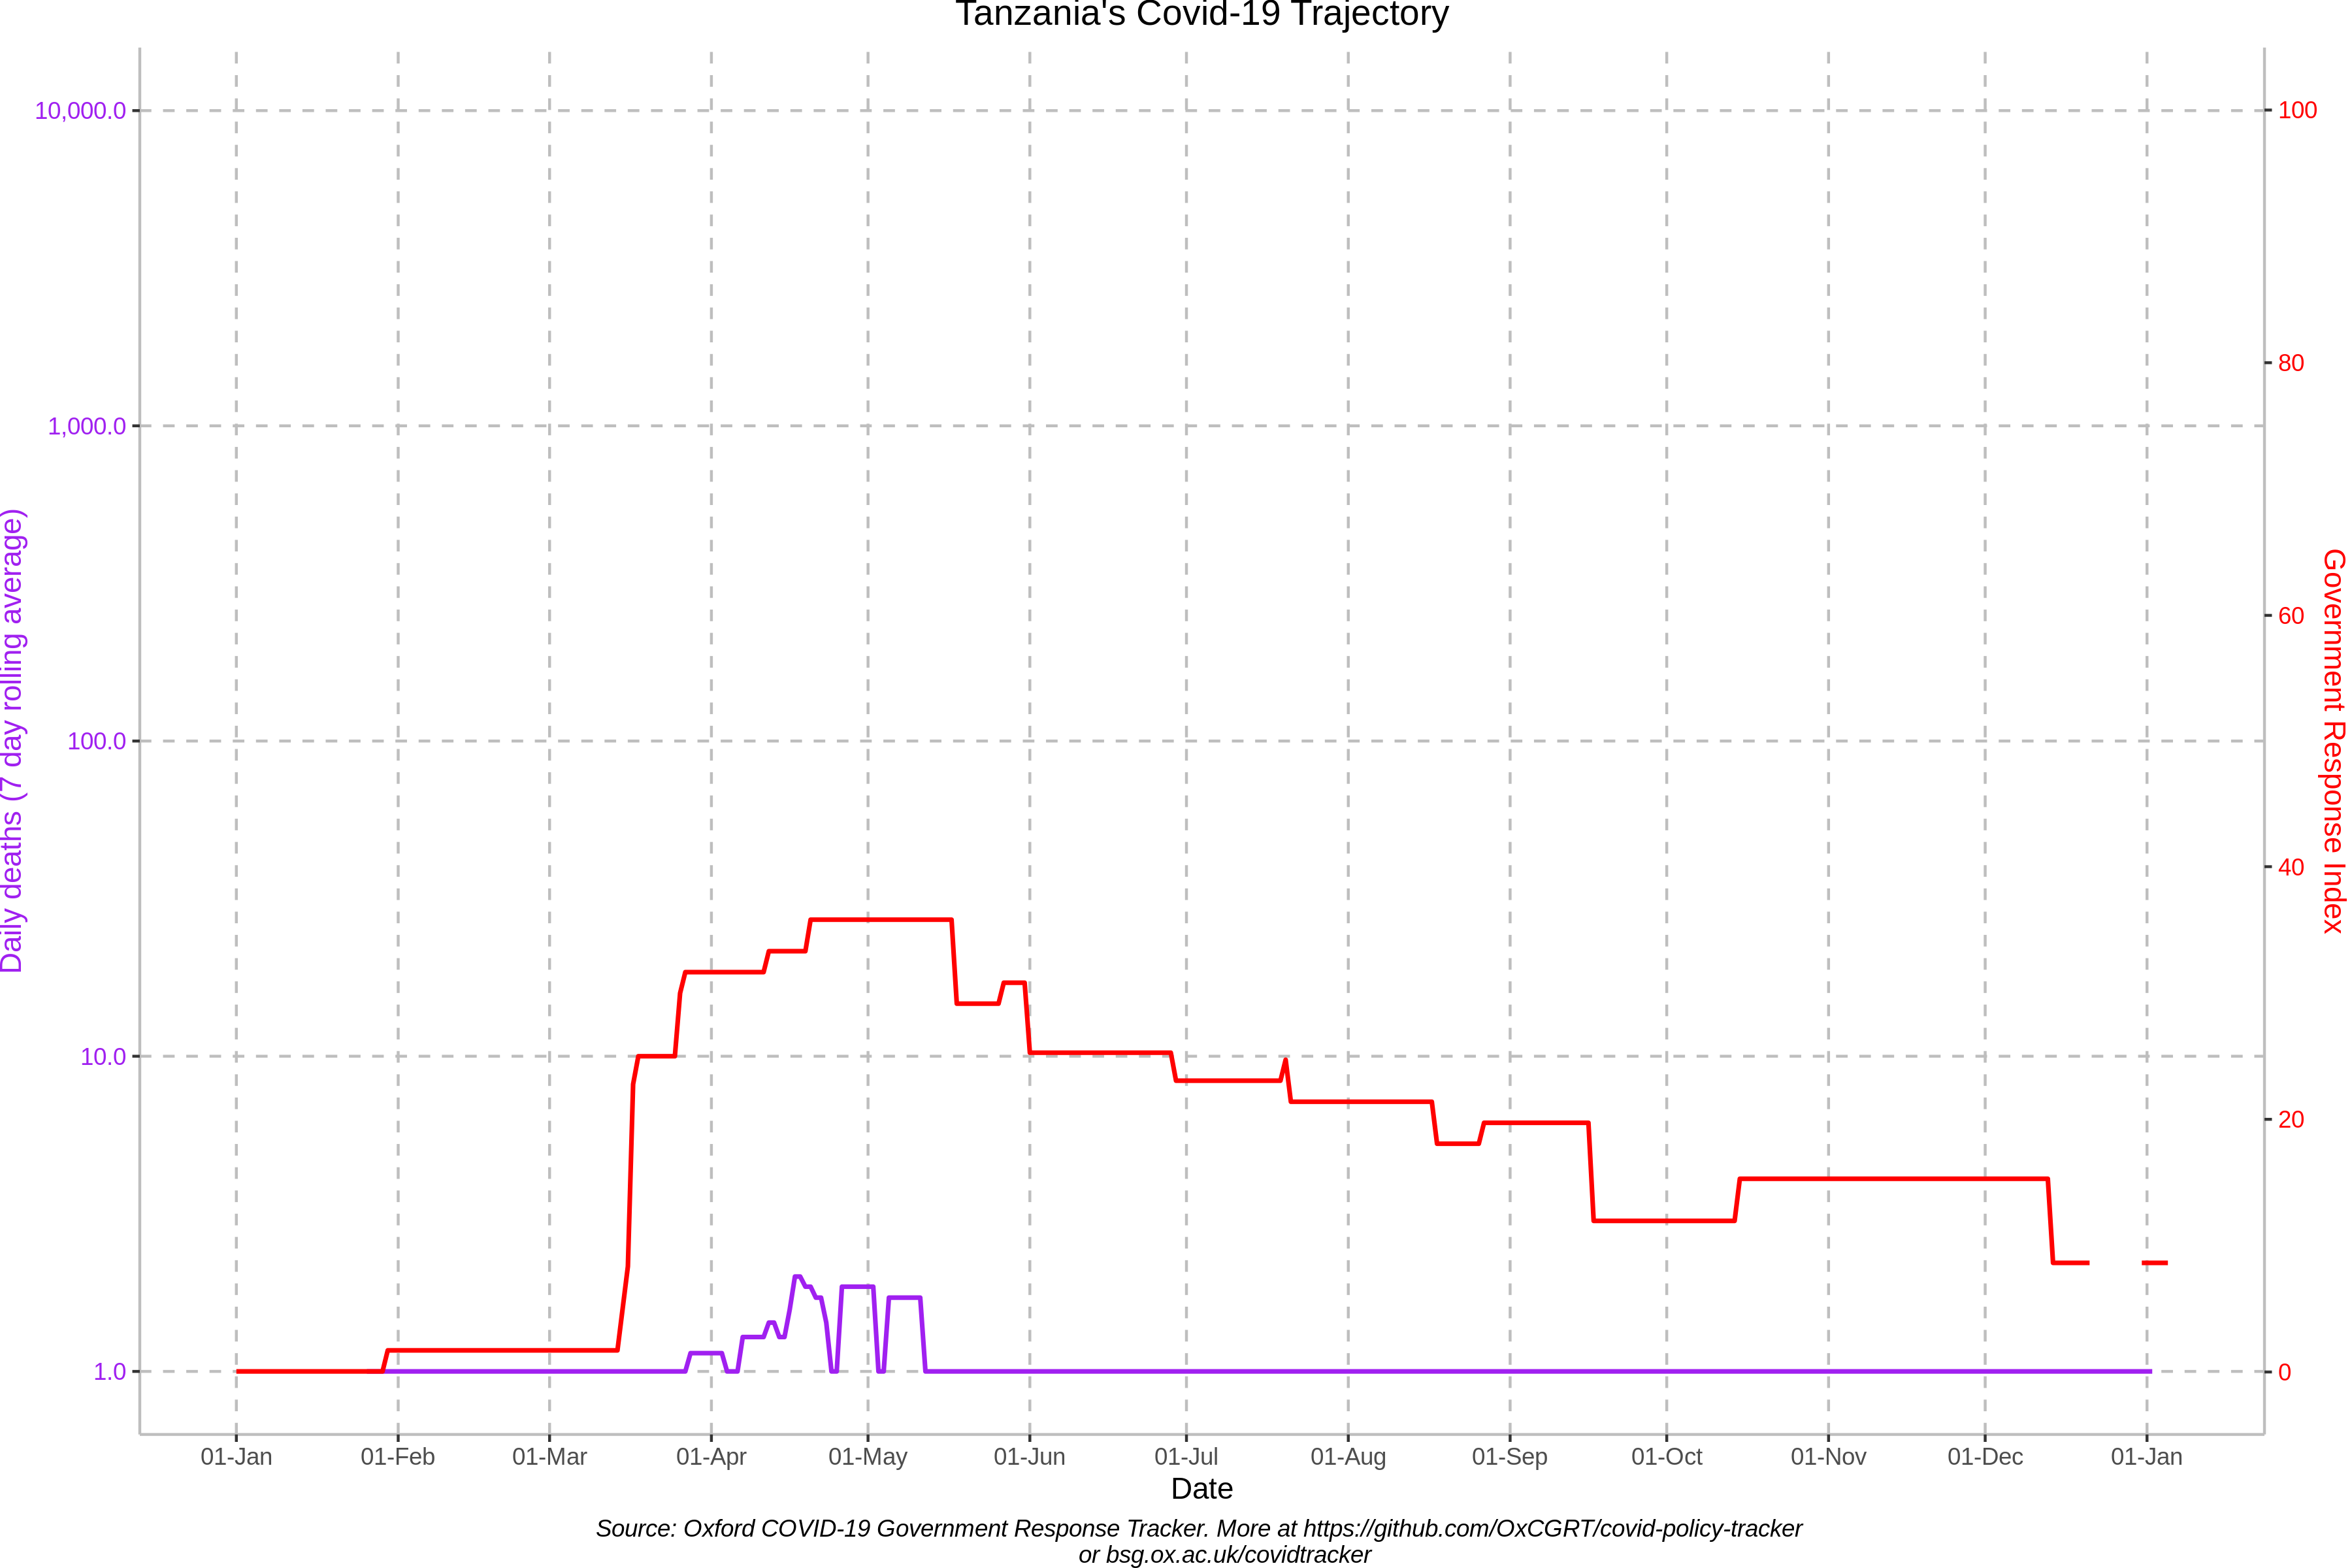 Tanzania's Covid-19 Trajectory
10,000.0
1,000.0
100.0
10.0
1.0
Daily deaths (7 day rolling average)
100
80
60
40
20
0
Government Response Index
01-Jan 01-Feb 01-Mar 01-Apr 01-May 01-Jun 01-Jul 01-Aug 01-Sep 01-Oct 01-Nov 01-Dec 01-Jan
Date
Source: Oxford COVID-19 Government Response Tracker. More at https://github.com/OxCGRT/covid-policy-tracker
or bsg.ox.ac.uk/covidtracker